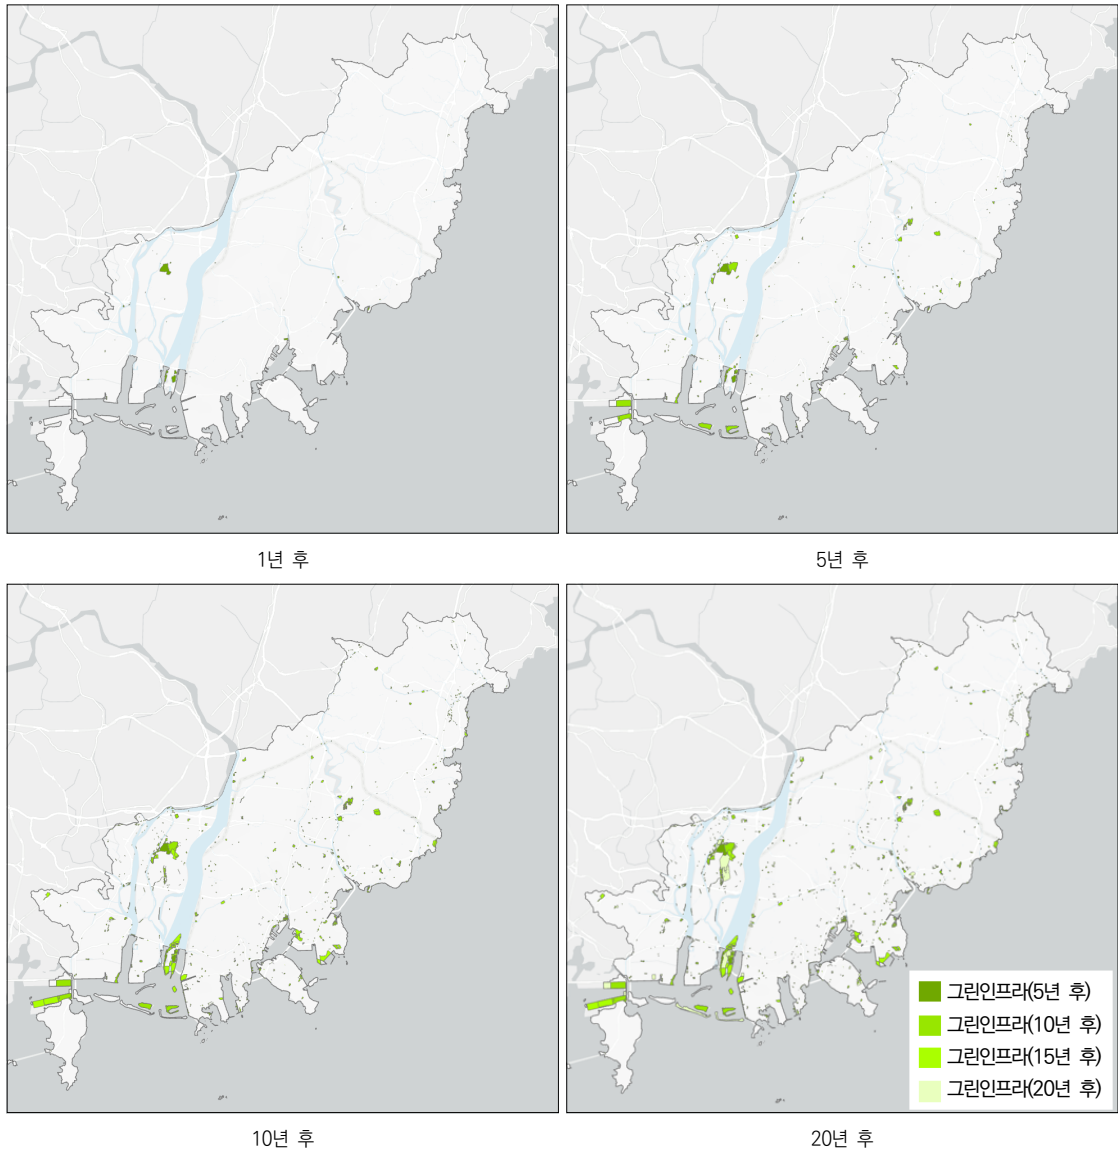 1년 후
5년 후
그린인프라(5년 후)
그린인프라(10년 후)
그린인프라(15년 후)
그린인프라(20년 후)
10년 후
20년 후